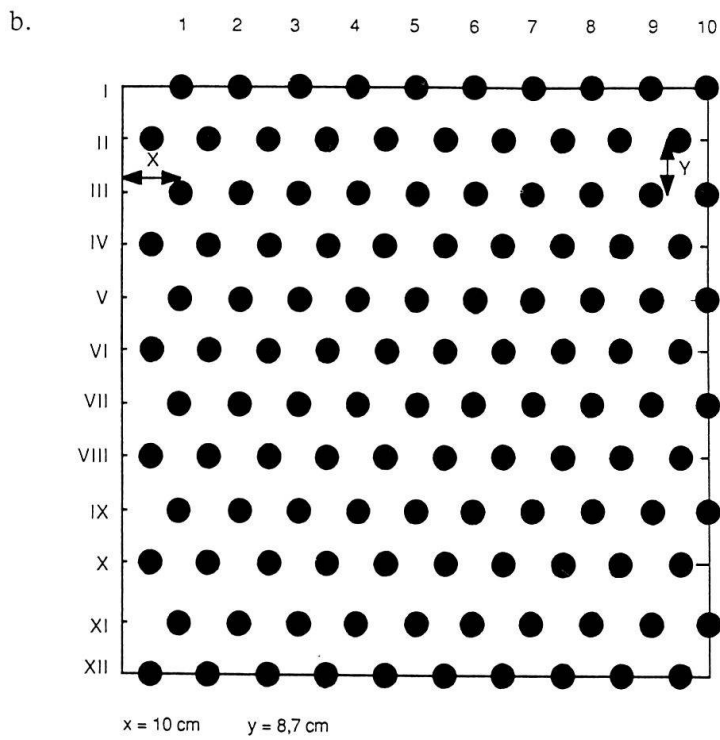 b.
1 2 3 4 5 6 7 8 9 10
I
II
X Y
III
IV
V
VI
VII
VIII
IX
X
XI
XII
x = 10 cm y = 8,7 cm